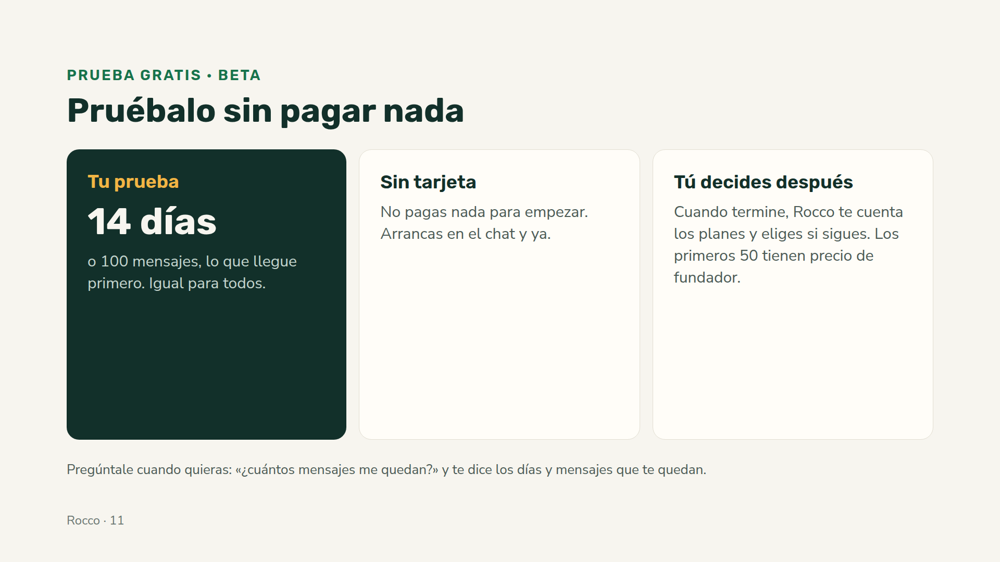 PRUEBA GRATIS • BETA
Pruébalo sin pagar nada
Tu prueba
14 días
o 100 mensajes, lo que llegue
primero. Igual para todos.
Sin tarjeta
No pagas nada para empezar.
Arrancas en el chat y ya.
Tú decides después
Cuando termine, Rocco te cuenta
los planes y eliges si sigues. Los
primeros 50 tienen precio de
fundador.
Pregúntale cuando quieras: «¿cuántos mensajes me quedan?» y te dice los días y mensajes que te quedan.
Rocco · 11